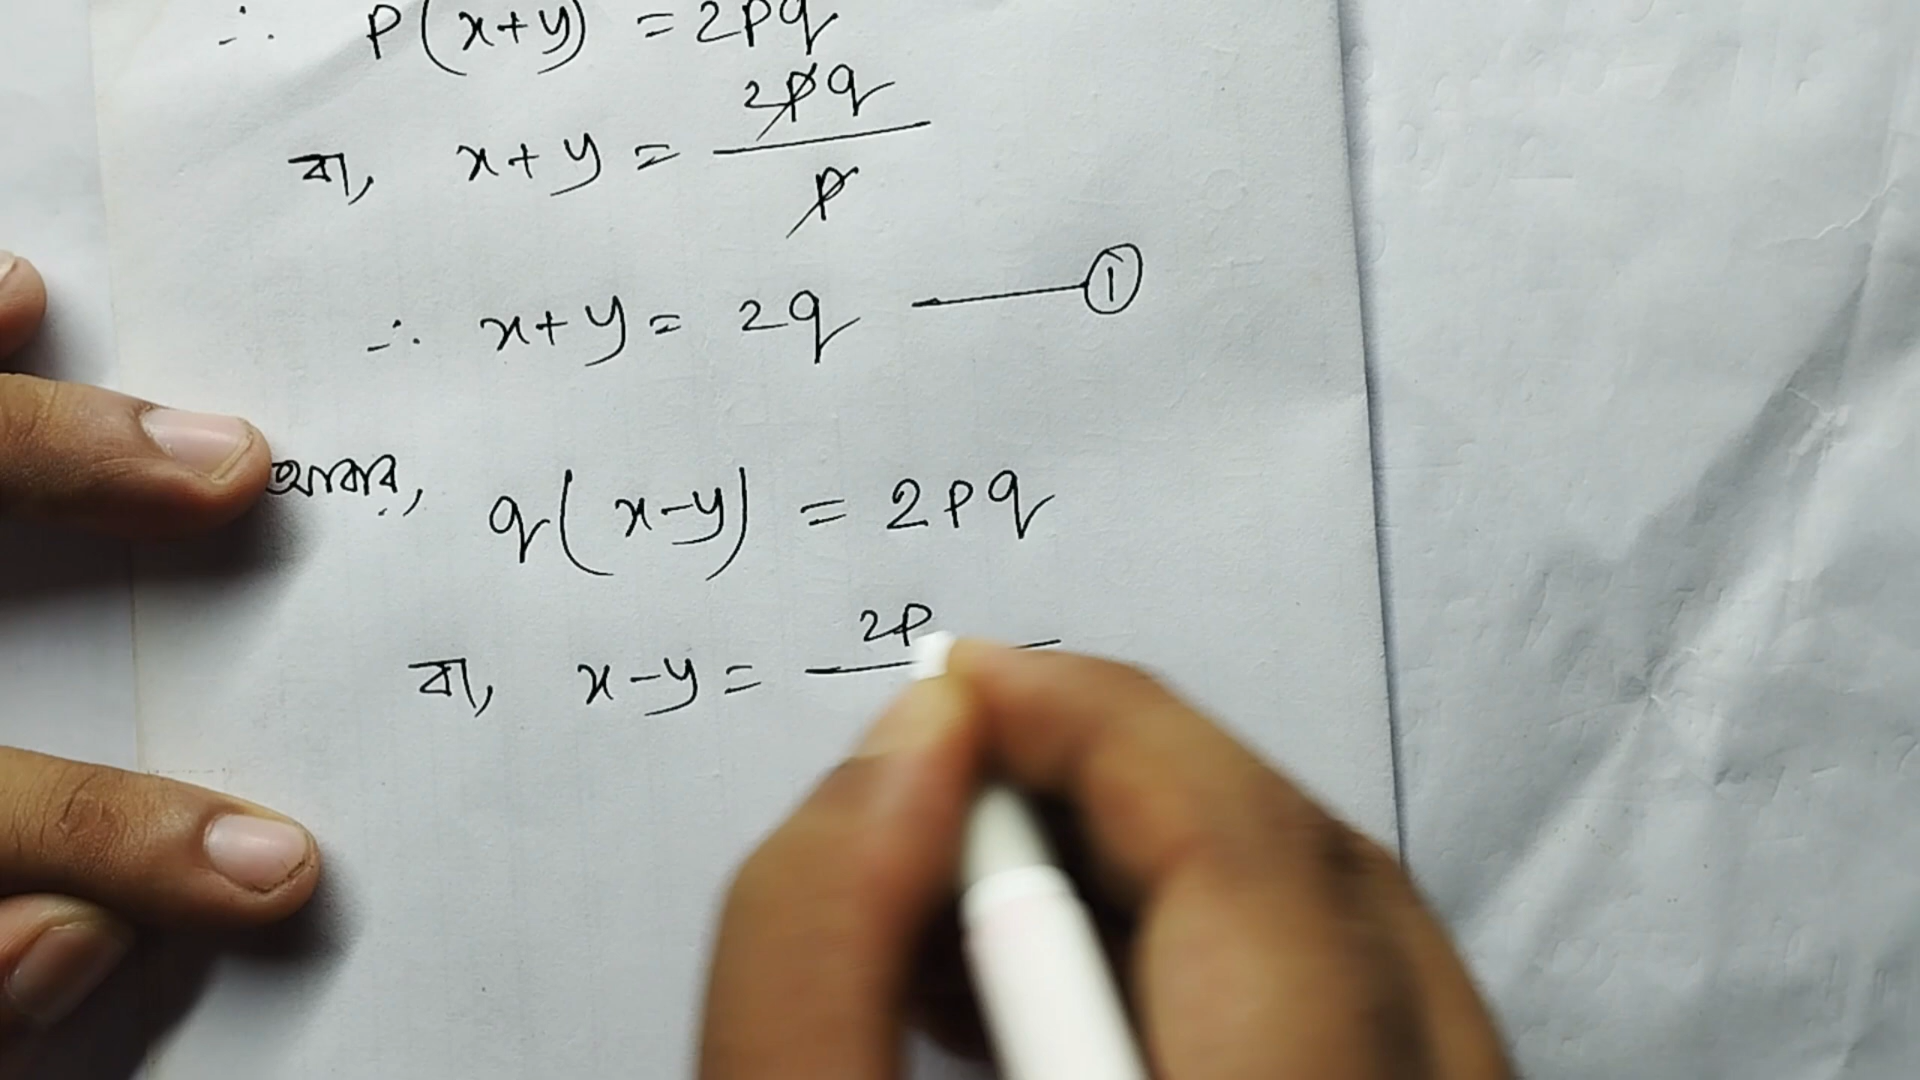 ∴ p(x+y) = 2pq
বা, x+y = 2pq / p
∴ x+y = 2q —— ①
আবার, q(x-y) = 2pq
বা, x-y = 2p